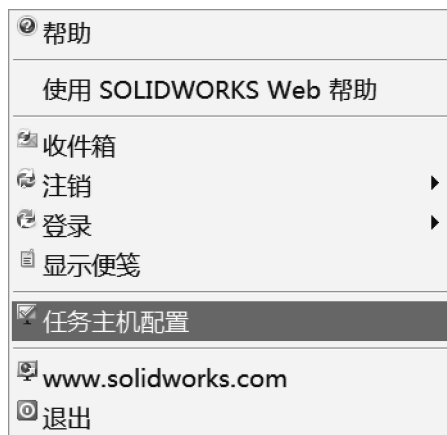 帮助
使用 SOLIDWORKS Web 帮助
收件箱
注销
登录
显示便笺
任务主机配置
www.solidworks.com
退出